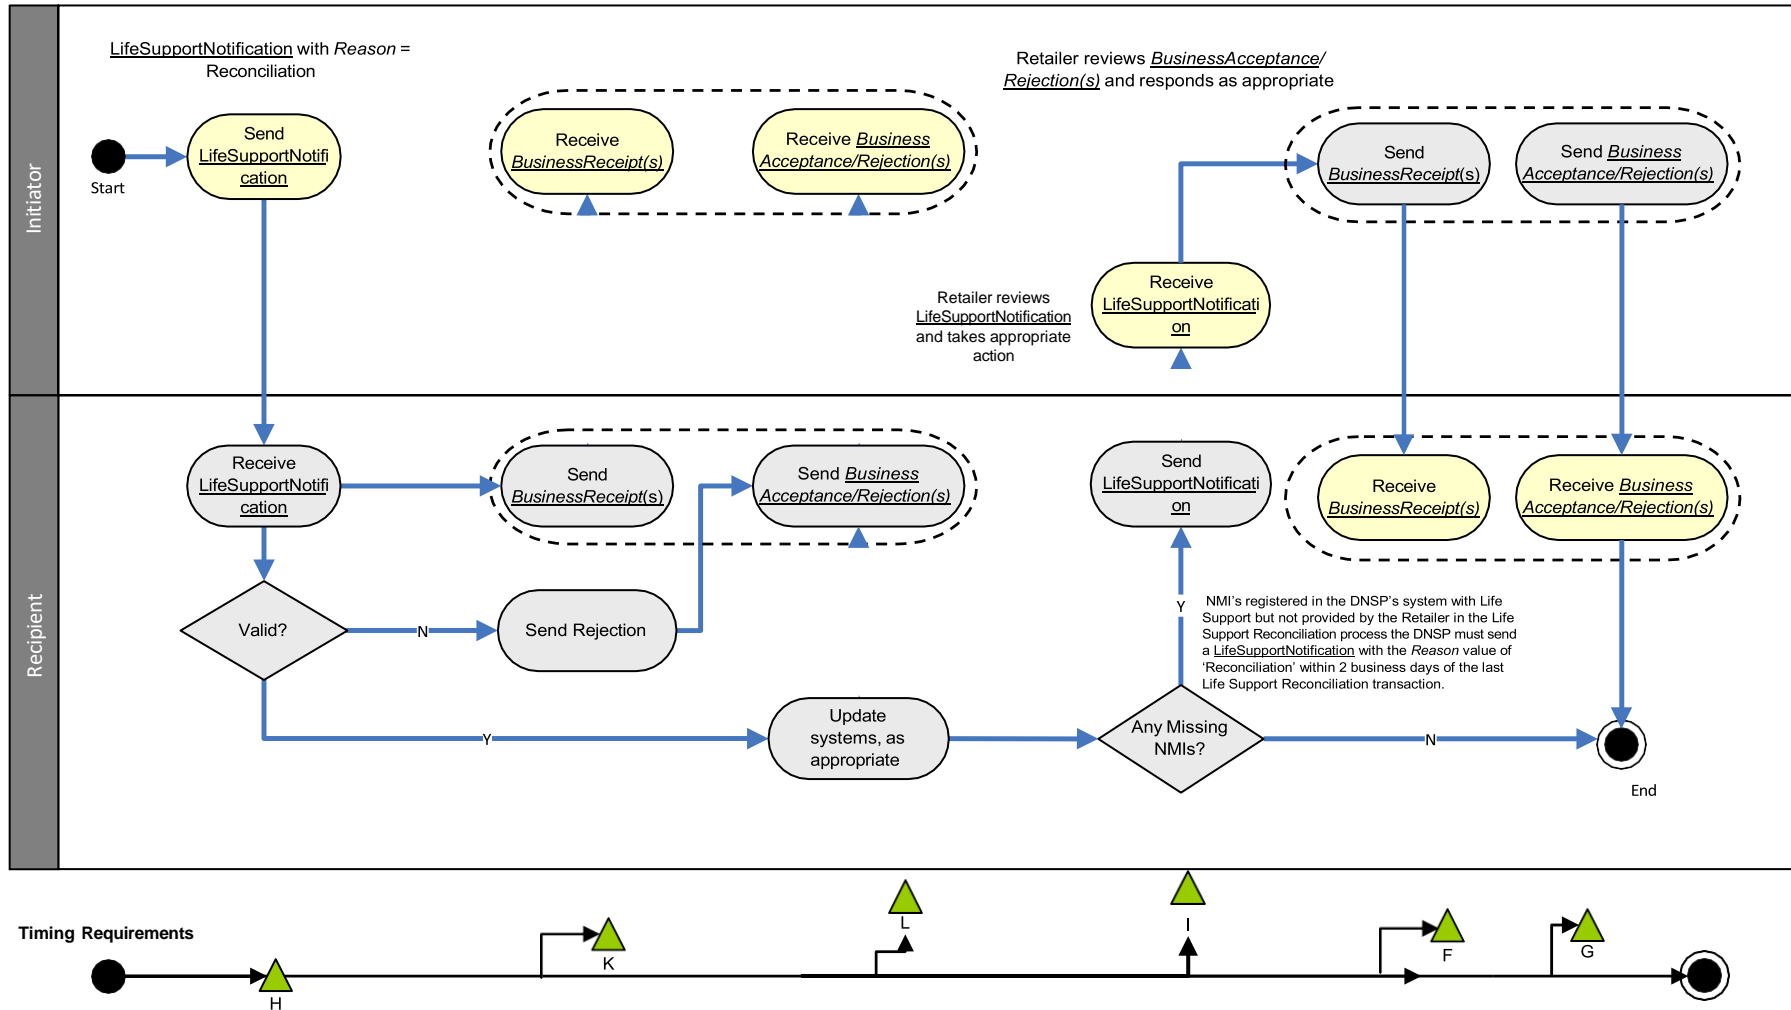 Initiator
LifeSupportNotification with Reason =
Reconciliation
Start
Send
LifeSupportNotifi
cation
Receive
BusinessReceipt(s)
Receive Business
Acceptance/Rejection(s)
Retailer reviews BusinessAcceptance/
Rejection(s) and responds as appropriate
Send
BusinessReceipt(s)
Send Business
Acceptance/Rejection(s)
Retailer reviews
LifeSupportNotification
and takes appropriate
action
Receive
LifeSupportNotificati
on
Recipient
Receive
LifeSupportNotifi
cation
Send
BusinessReceipt(s)
Send Business
Acceptance/Rejection(s)
Send
LifeSupportNotificati
on
Receive
BusinessReceipt(s)
Receive Business
Acceptance/Rejection(s)
Valid?
N
Send Rejection
Y
NMI's registered in the DNSP's system with Life
Support but not provided by the Retailer in the Life
Support Reconciliation process the DNSP must send
a LifeSupportNotification with the Reason value of
'Reconciliation' within 2 business days of the last
Life Support Reconciliation transaction.
Y
Update
systems, as
appropriate
Any Missing
NMIs?
N
End
Timing Requirements
H
K
L
I
F
G